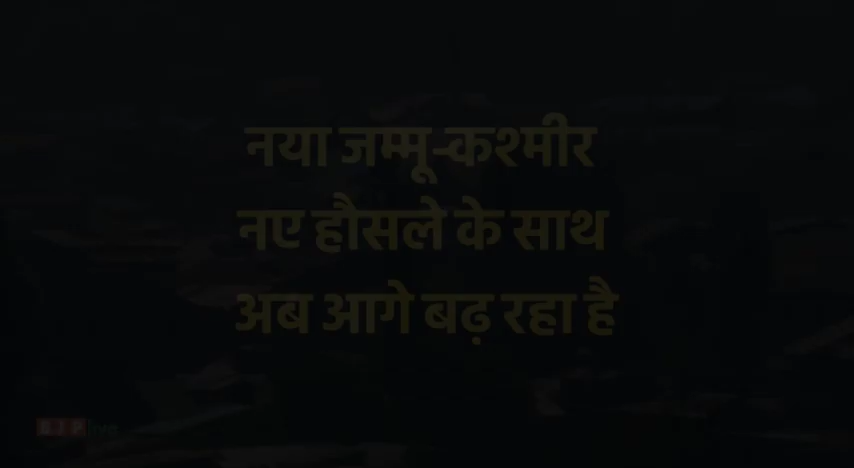 नया जम्मू-कश्मीर
नए हौसले के साथ
अब आगे बढ़ रहा है